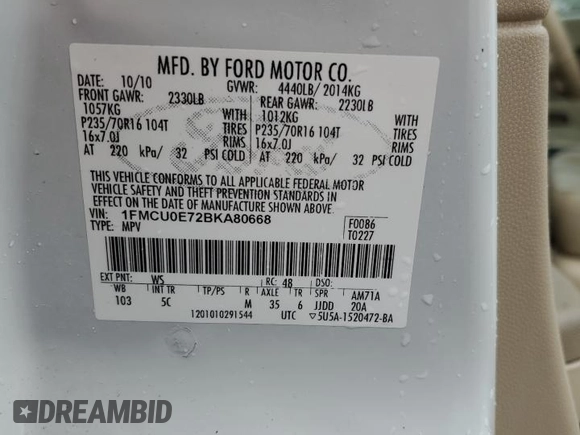 MFD. BY FORD MOTOR CO.
DATE: 10/10 GVWR: 4440LB/ 2014KG
FRONT GAWR: 2330LB REAR GAWR: 2230LB
1057KG WITH 1012KG WITH
P235/70R16 104T TIRES P235/70R16 104T TIRES
16x7.0J RIMS 16x7.0J RIMS
AT 220 kPa/ 32 PSI COLD AT 220 kPa/ 32 PSI COLD
THIS VEHICLE CONFORMS TO ALL APPLICABLE FEDERAL MOTOR
VEHICLE SAFETY AND THEFT PREVENTION STANDARDS IN
EFFECT ON THE DATE OF MANUFACTURE SHOWN ABOVE.
VIN: 1FMCU0E72BKA80668 F0086
TYPE: MPV T0227
EXT PNT: WS RC: 48 DSO:
WB INT TR TP/PS R AXLE TR SPR AM71A
103 5C M 35 6 JJDD 20A
1201010291544 UTC ▽5U5A-1520472-BA
DREAMBID